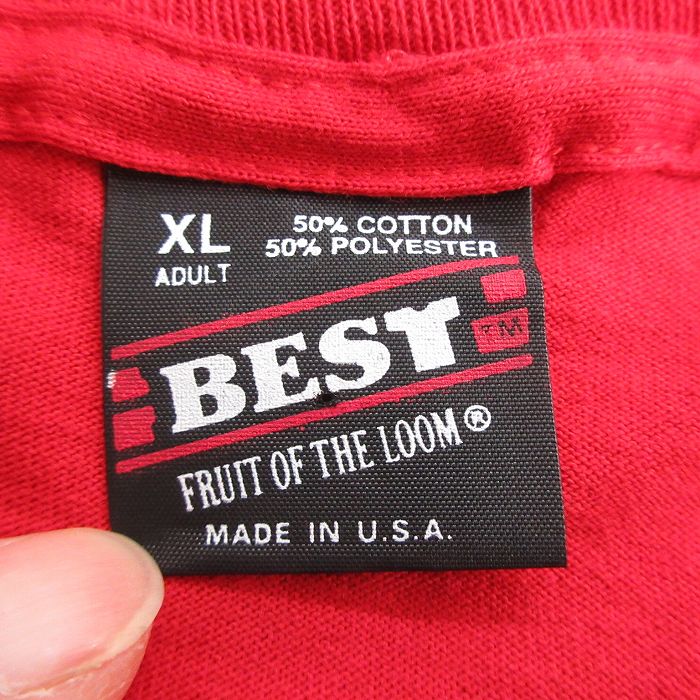 XL
ADULT
50% COTTON
50% POLYESTER
BEST
TM
FRUIT OF THE LOOM®
MADE IN U.S.A.